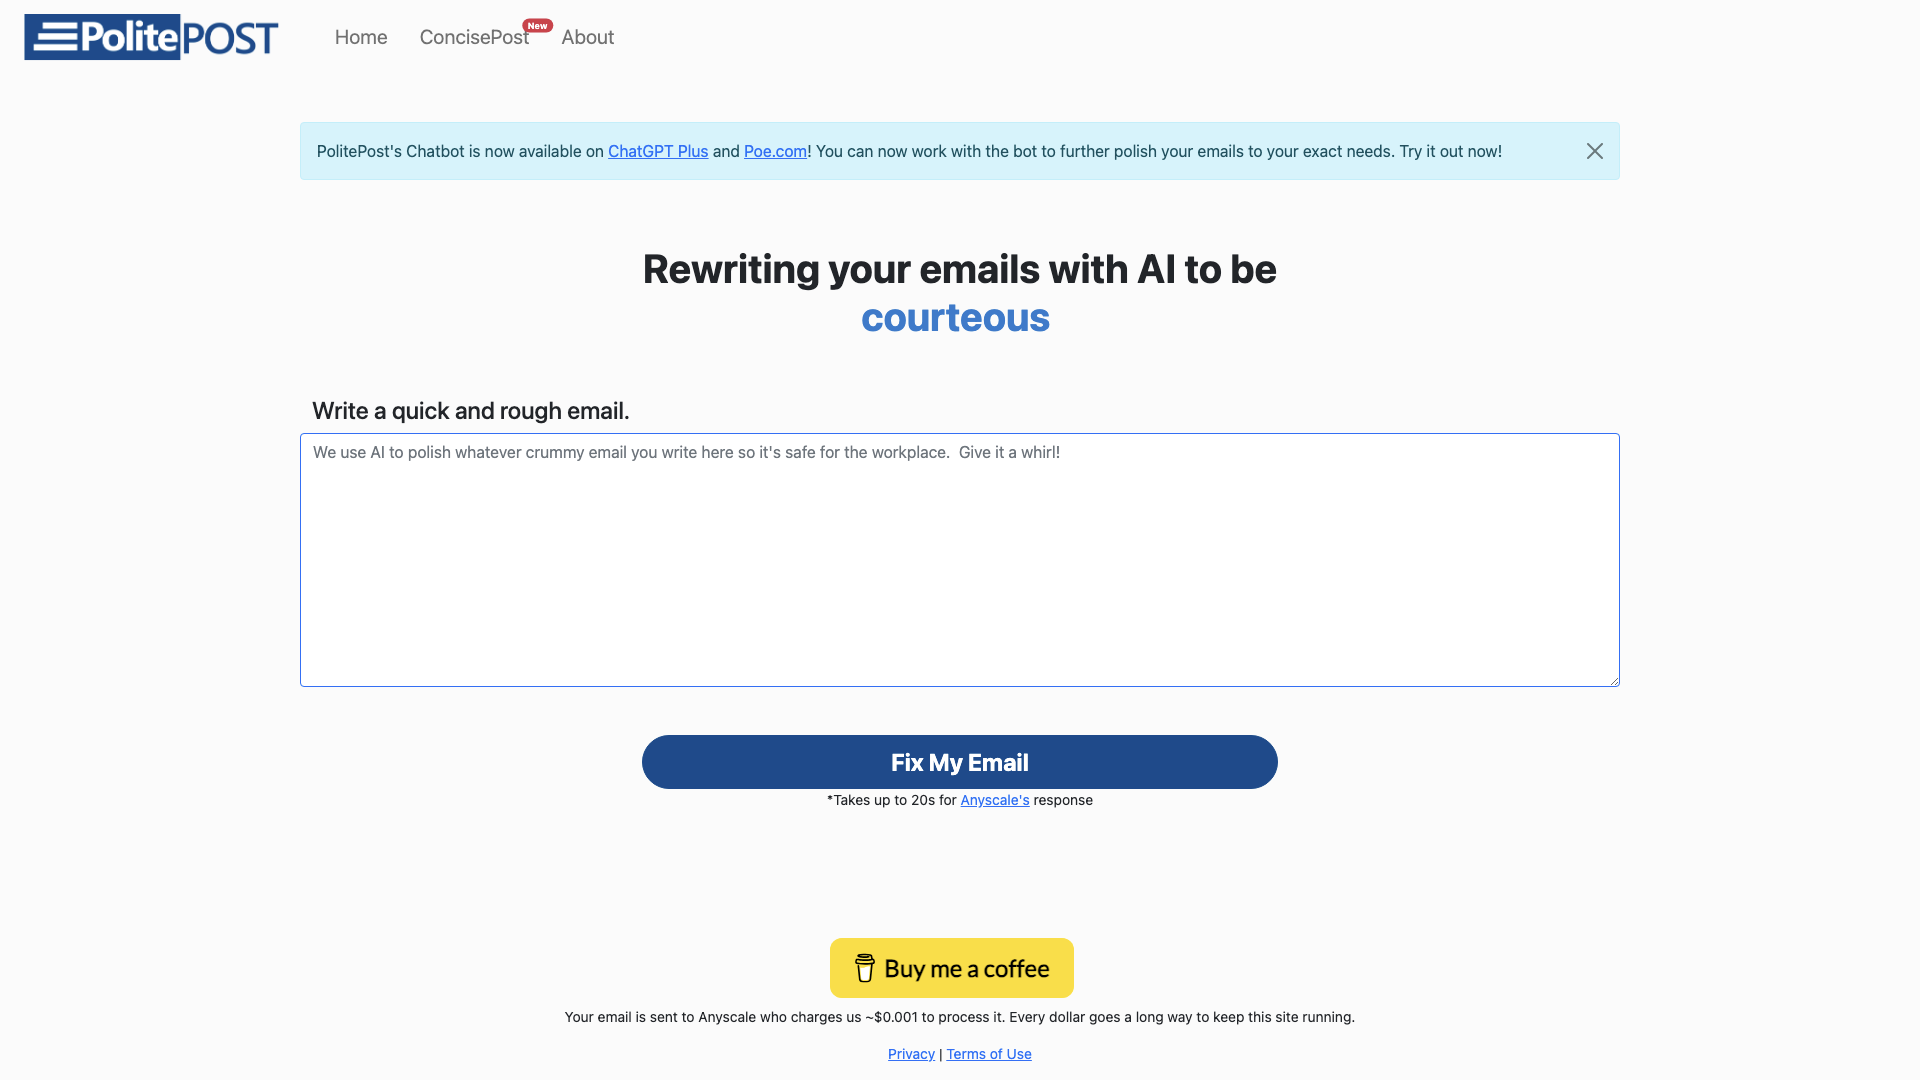 PolitePOST
Home
ConcisePost
New
About
PolitePost's Chatbot is now available on ChatGPT Plus and Poe.com! You can now work with the bot to further polish your emails to your exact needs. Try it out now!
Rewriting your emails with AI to be
courteous
Write a quick and rough email.
We use AI to polish whatever crummy email you write here so it's safe for the workplace.  Give it a whirl!
Fix My Email
*Takes up to 20s for Anyscale's response
Buy me a coffee
Your email is sent to Anyscale who charges us ~$0.001 to process it. Every dollar goes a long way to keep this site running.
Privacy | Terms of Use